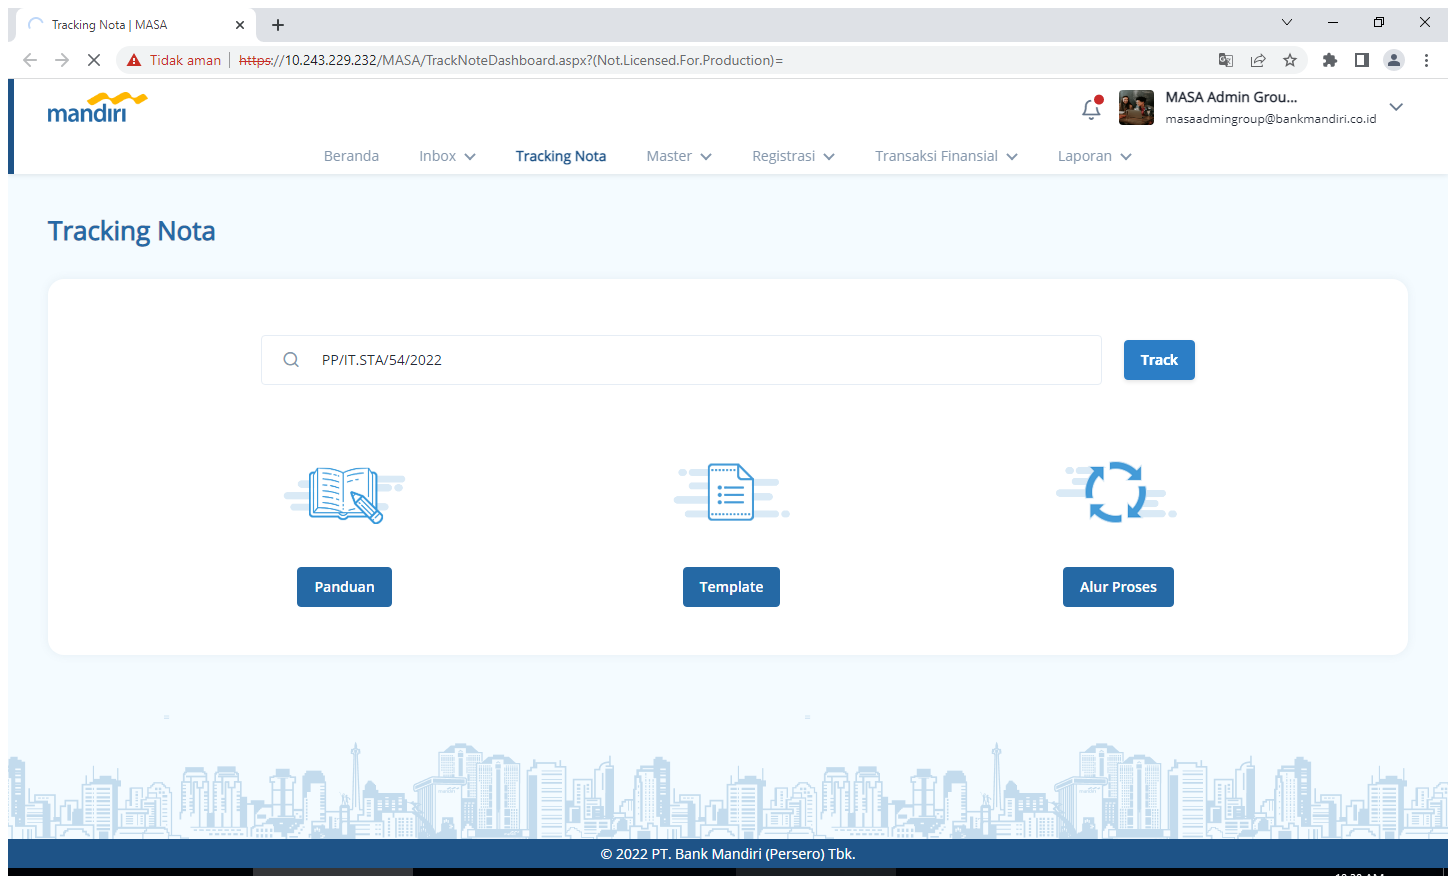 Tracking Nota | MASA
Tidak aman https://10.243.229.232/MASA/TrackNoteDashboard.aspx?(Not.Licensed.For.Production)=
mandiri
MASA Admin Grou...
masaadmingroup@bankmandiri.co.id
Beranda Inbox Tracking Nota Master Registrasi Transaksi Finansial Laporan
Tracking Nota
PP/IT.STA/54/2022 Track
Panduan Template Alur Proses
mandiri mandiri
© 2022 PT. Bank Mandiri (Persero) Tbk.